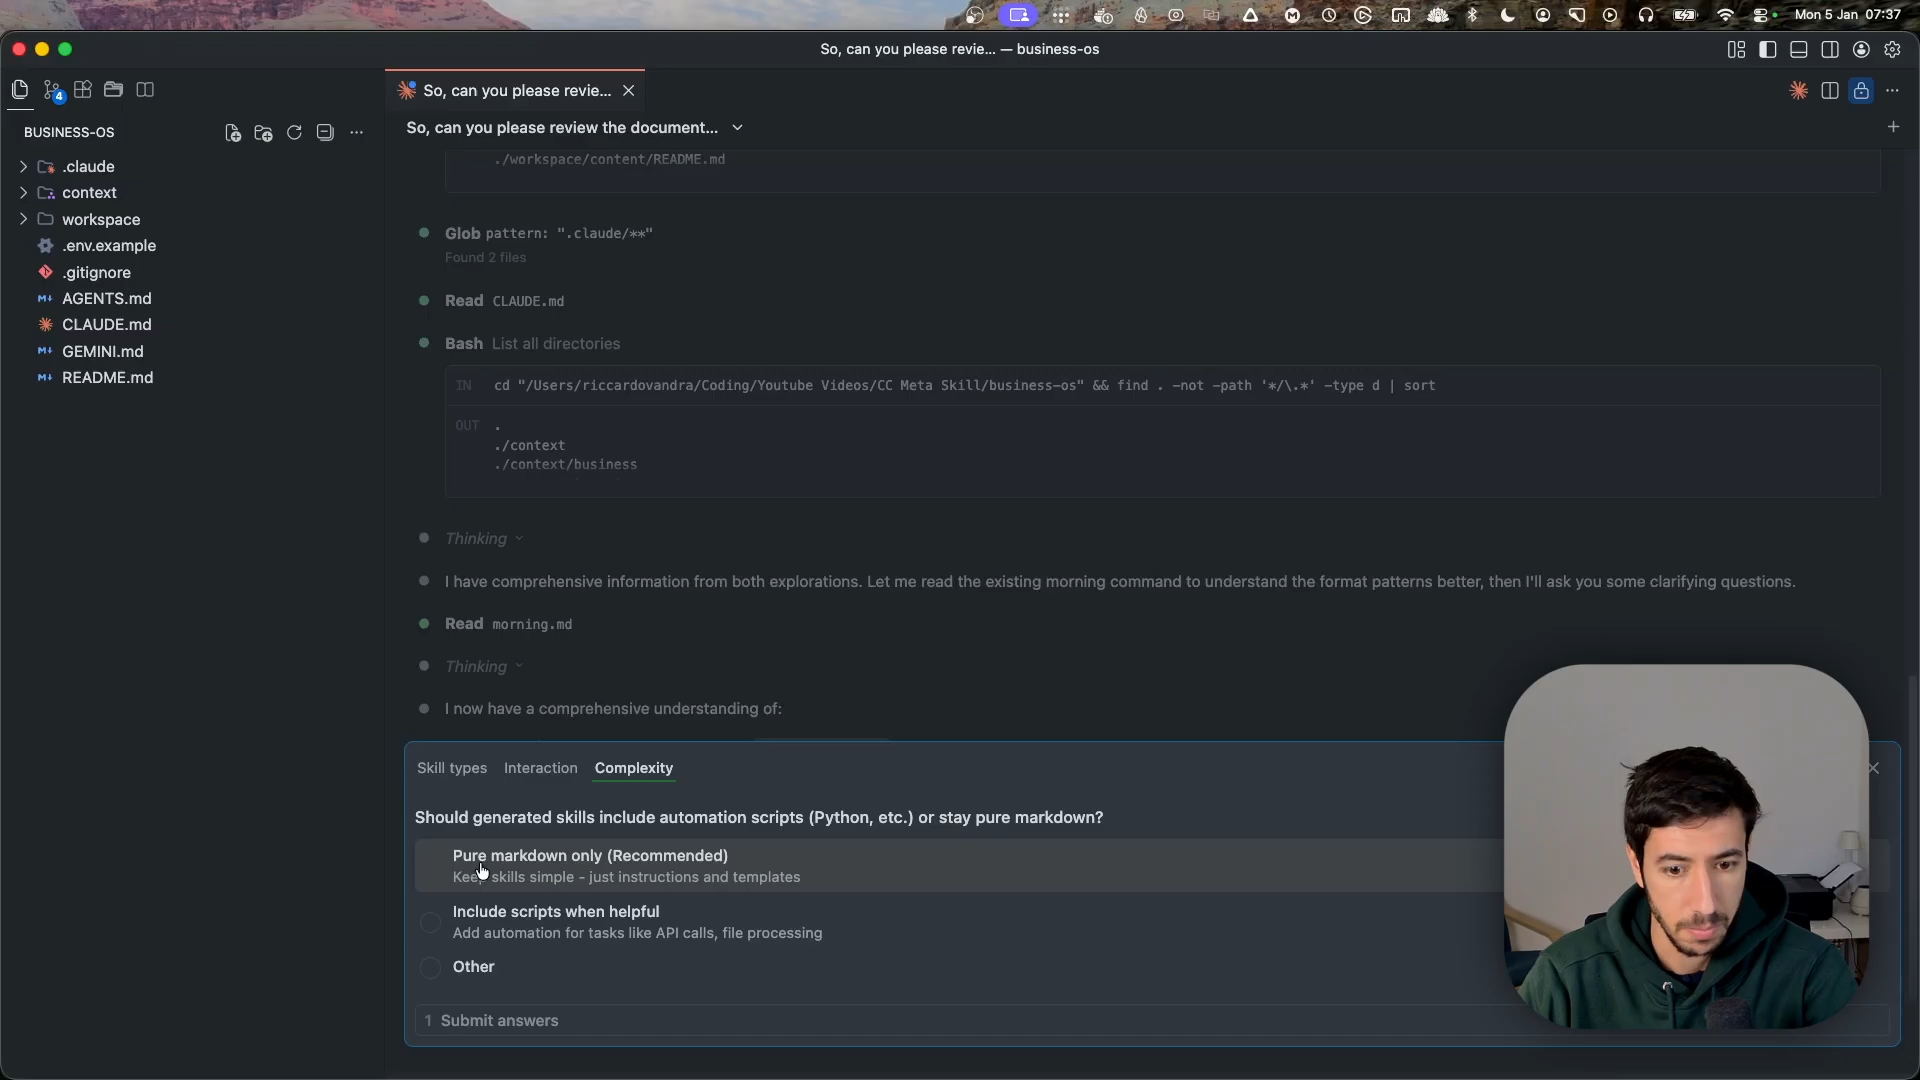 Mon 5 Jan 07:37
So, can you please revie... — business-os
4
So, can you please revie...
BUSINESS-OS
So, can you please review the document...
.claude
context
workspace
.env.example
.gitignore
AGENTS.md
CLAUDE.md
GEMINI.md
README.md
./workspace/content/README.md
Glob pattern: ".claude/**"
Found 2 files
Read CLAUDE.md
Bash List all directories
IN cd "/Users/riccardovandra/Coding/Youtube Videos/CC Meta Skill/business-os" && find . -not -path '*/\.*' -type d | sort
OUT .
./context
./context/business
Thinking
I have comprehensive information from both explorations. Let me read the existing morning command to understand the format patterns better, then I'll ask you some clarifying questions.
Read morning.md
Thinking
I now have a comprehensive understanding of:
Skill types Interaction Complexity
Should generated skills include automation scripts (Python, etc.) or stay pure markdown?
Pure markdown only (Recommended)
Keep skills simple - just instructions and templates
Include scripts when helpful
Add automation for tasks like API calls, file processing
Other
1 Submit answers